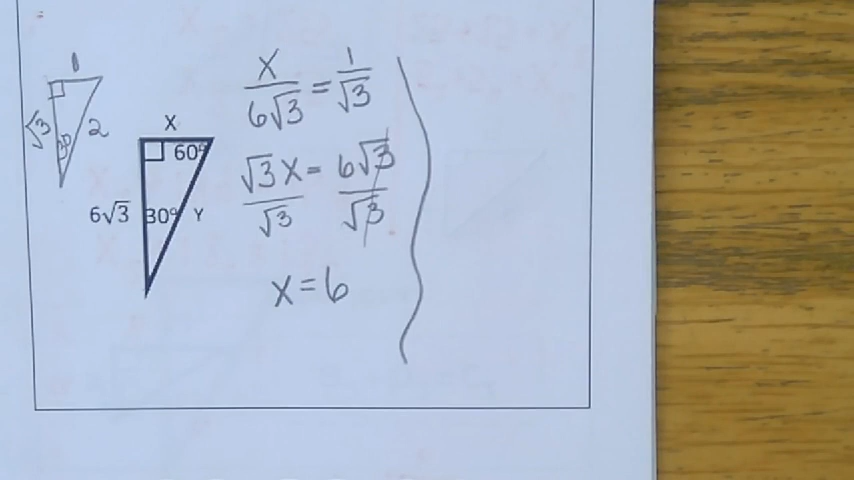 1
√3 30 2
X
60°
6√3 30° Y
X/6√3 = 1/√3
√3X/√3 = 6√3/√3
X = 6